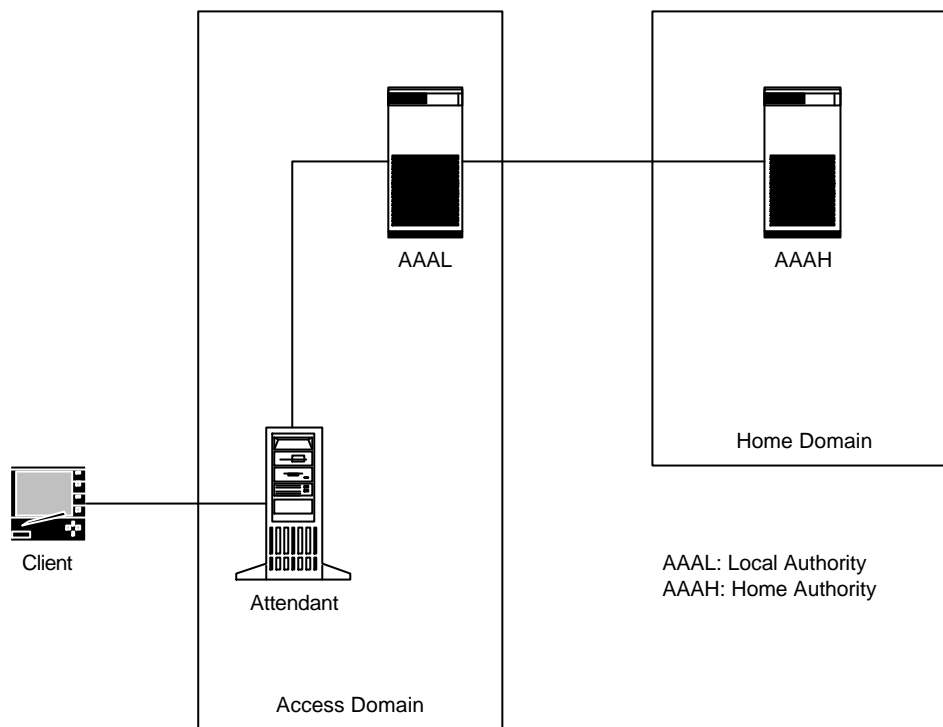 AAAL
AAAH
Home Domain
Client
AAAL: Local Authority
AAAH: Home Authority
Attendant
Access Domain